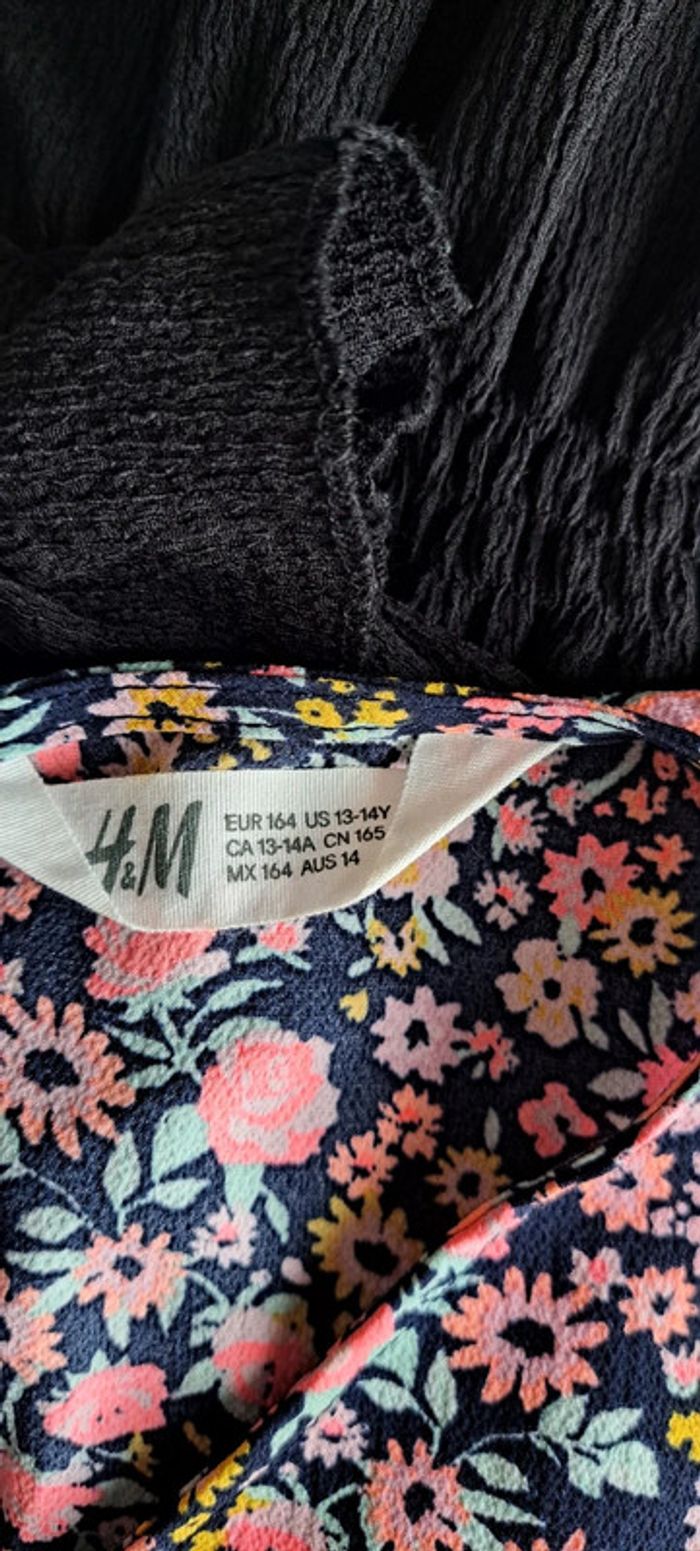 H&M
EUR 164 US 13-14Y
CA 13-14A CN 165
MX 164 AUS 14